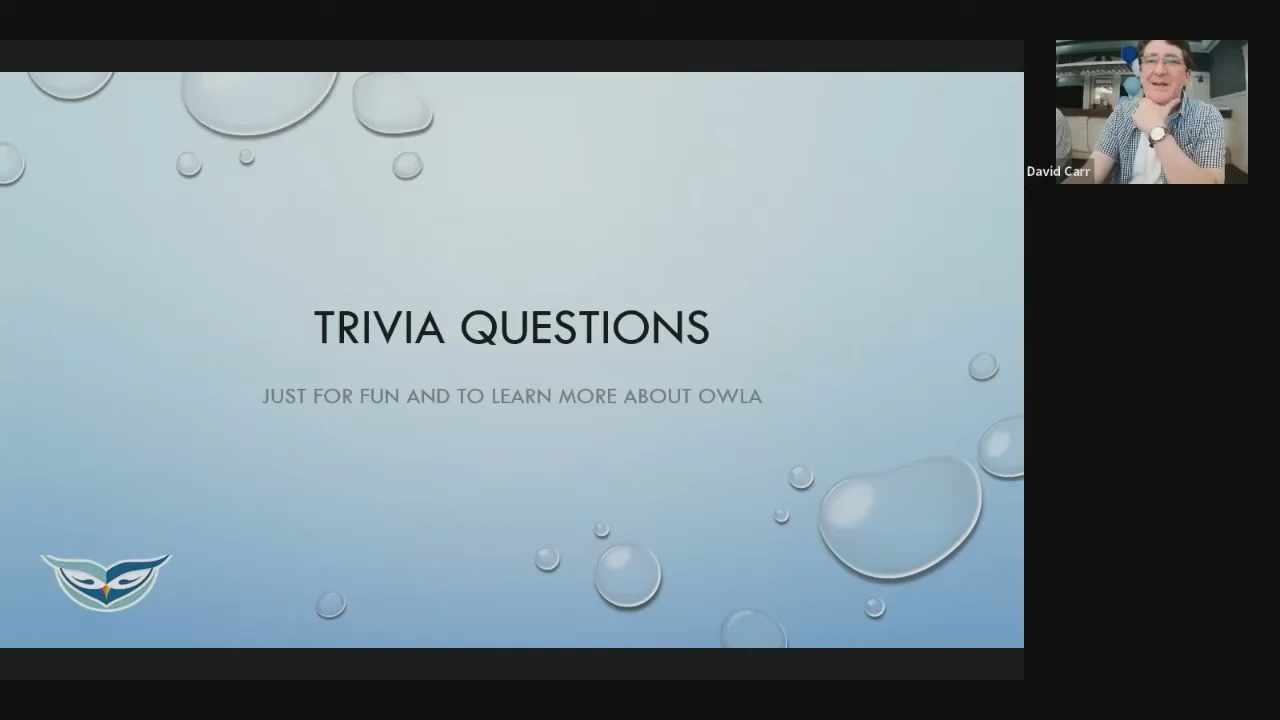 TRIVIA QUESTIONS
JUST FOR FUN AND TO LEARN MORE ABOUT OWLA
David Carr